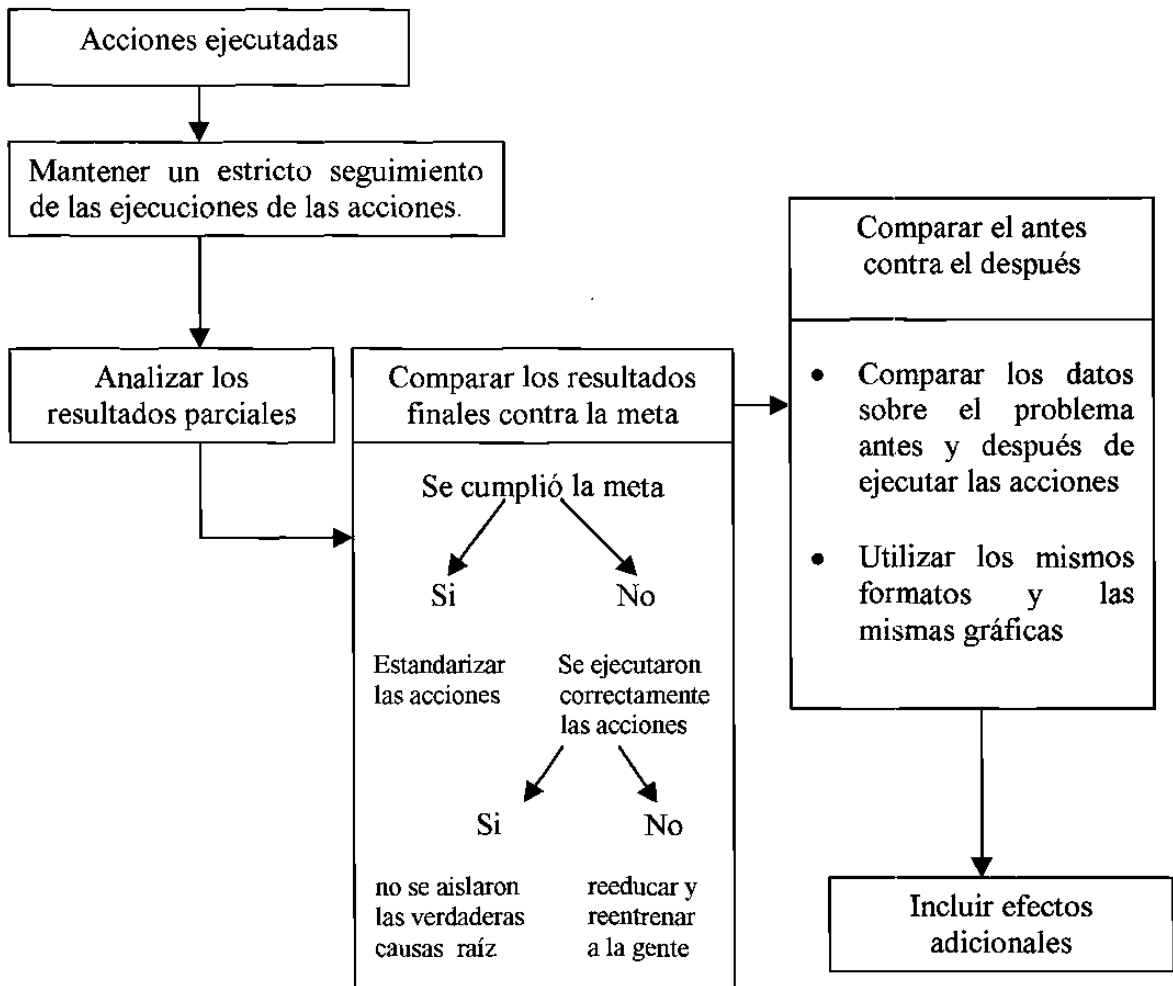 Acciones ejecutadas
Mantener un estricto seguimiento
de las ejecuciones de las acciones.
Analizar los
resultados parciales
Comparar los resultados
finales contra la meta
Se cumplió la meta
Si No
Estandarizar
las acciones
Se ejecutaron
correctamente
las acciones
Si No
no se aislaron
las verdaderas
causas raíz
reeducar y
reentrenar
a la gente
Comparar el antes
contra el después
• Comparar los datos
sobre el problema
antes y después de
ejecutar las acciones
• Utilizar los mismos
formatos y las
mismas gráficas
Incluir efectos
adicionales